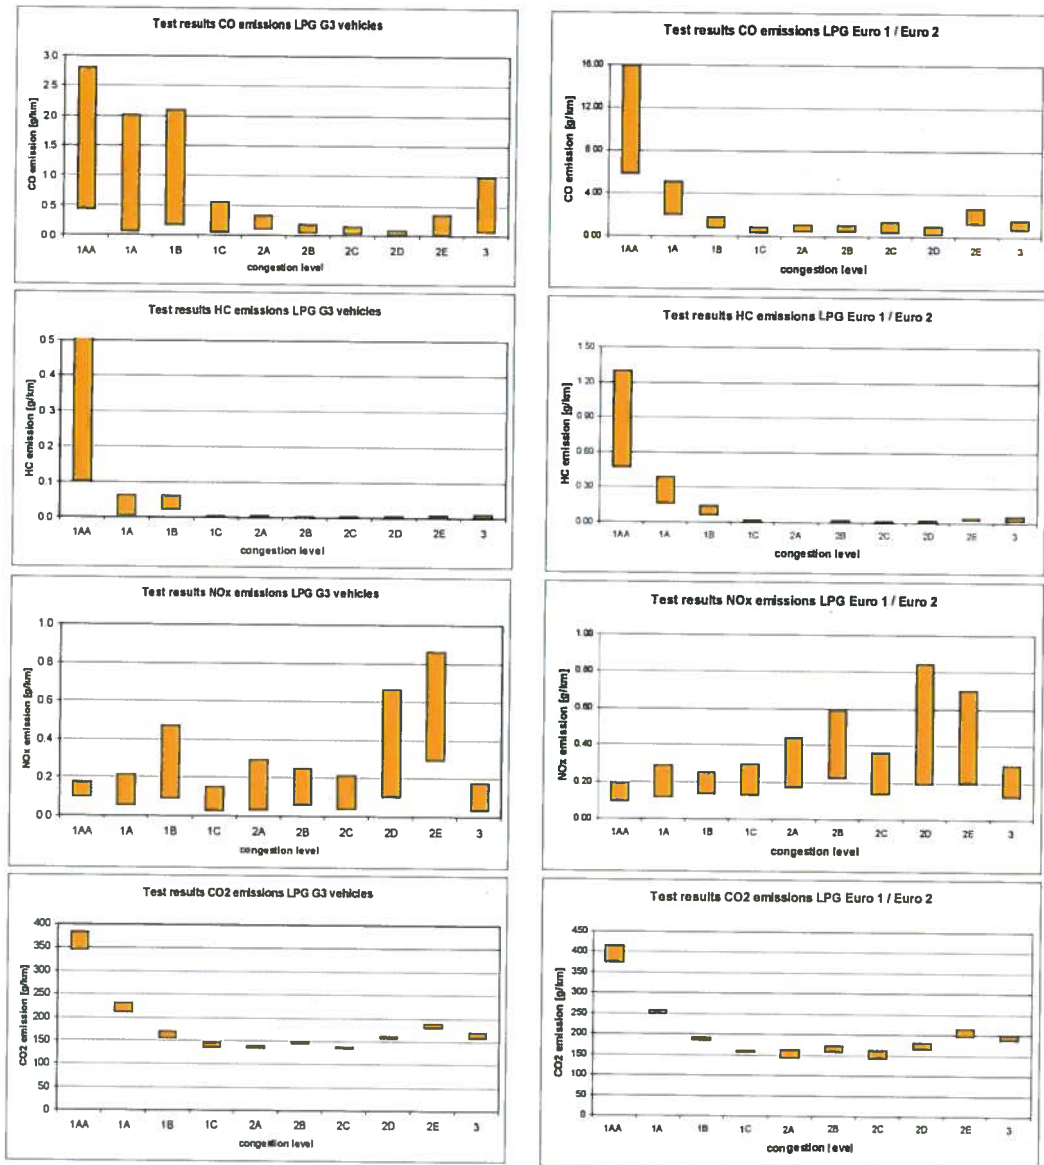 Test results CO emissions LPG G3 vehicles
CO emission [g/km]
3.0
2.5
2.0
1.5
1.0
0.5
0.0
1AA 1A 1B 1C 2A 2B 2C 2D 2E 3
congestion level
Test results CO emissions LPG Euro 1 / Euro 2
CO emission [g/km]
16.00
12.00
8.00
4.00
0.00
1AA 1A 1B 1C 2A 2B 2C 2D 2E 3
congestion level
Test results HC emissions LPG G3 vehicles
HC emission [g/km]
0.5
0.4
0.3
0.2
0.1
0.0
1AA 1A 1B 1C 2A 2B 2C 2D 2E 3
congestion level
Test results HC emissions LPG Euro 1 / Euro 2
HC emission [g/km]
1.50
1.20
0.90
0.60
0.30
0.00
1AA 1A 1B 1C 2A 2B 2C 2D 2E 3
congestion level
Test results NOx emissions LPG G3 vehicles
NOx emission [g/km]
1.0
0.8
0.6
0.4
0.2
0.0
1AA 1A 1B 1C 2A 2B 2C 2D 2E 3
congestion level
Test results NOx emissions LPG Euro 1 / Euro 2
NOx emission [g/km]
1.00
0.80
0.60
0.40
0.20
0.00
1AA 1A 1B 1C 2A 2B 2C 2D 2E 3
congestion level
Test results CO2 emissions LPG G3 vehicles
CO2 emission [g/km]
400
350
300
250
200
150
100
50
0
1AA 1A 1B 1C 2A 2B 2C 2D 2E 3
congestion level
Test results CO2 emissions LPG Euro 1 / Euro 2
CO2 emission [g/km]
450
400
350
300
250
200
150
100
50
0
1AA 1A 1B 1C 2A 2B 2C 2D 2E 3
congestion level